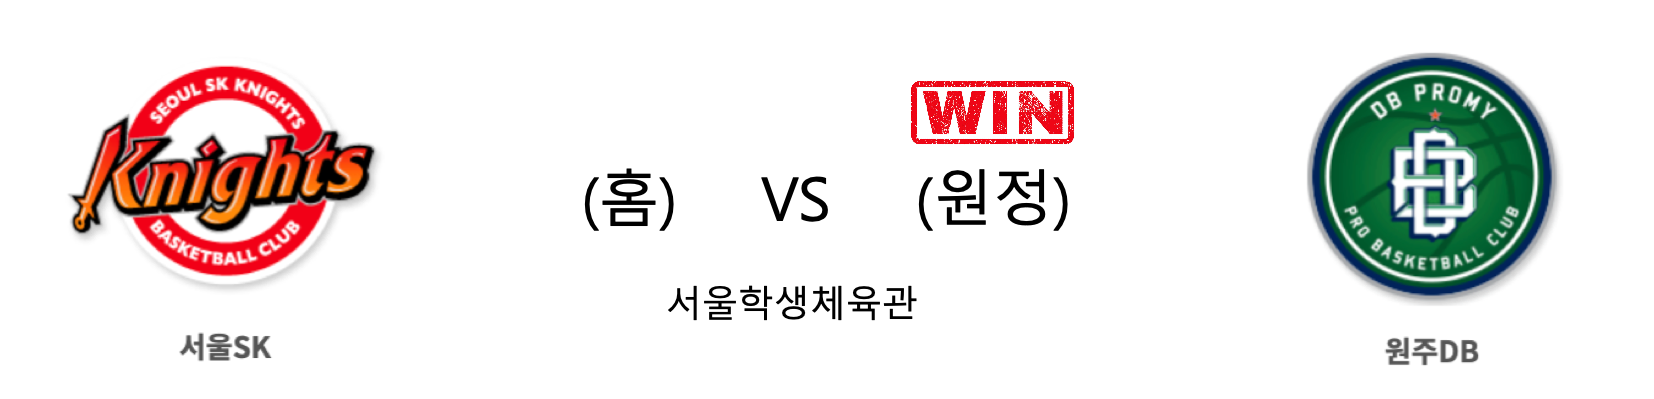 SEOUL SK KNIGHTS
Knights
BASKETBALL CLUB
서울SK
WIN
(홈) VS (원정)
서울학생체육관
DB PROMY
DB
PRO BASKETBALL CLUB
원주DB